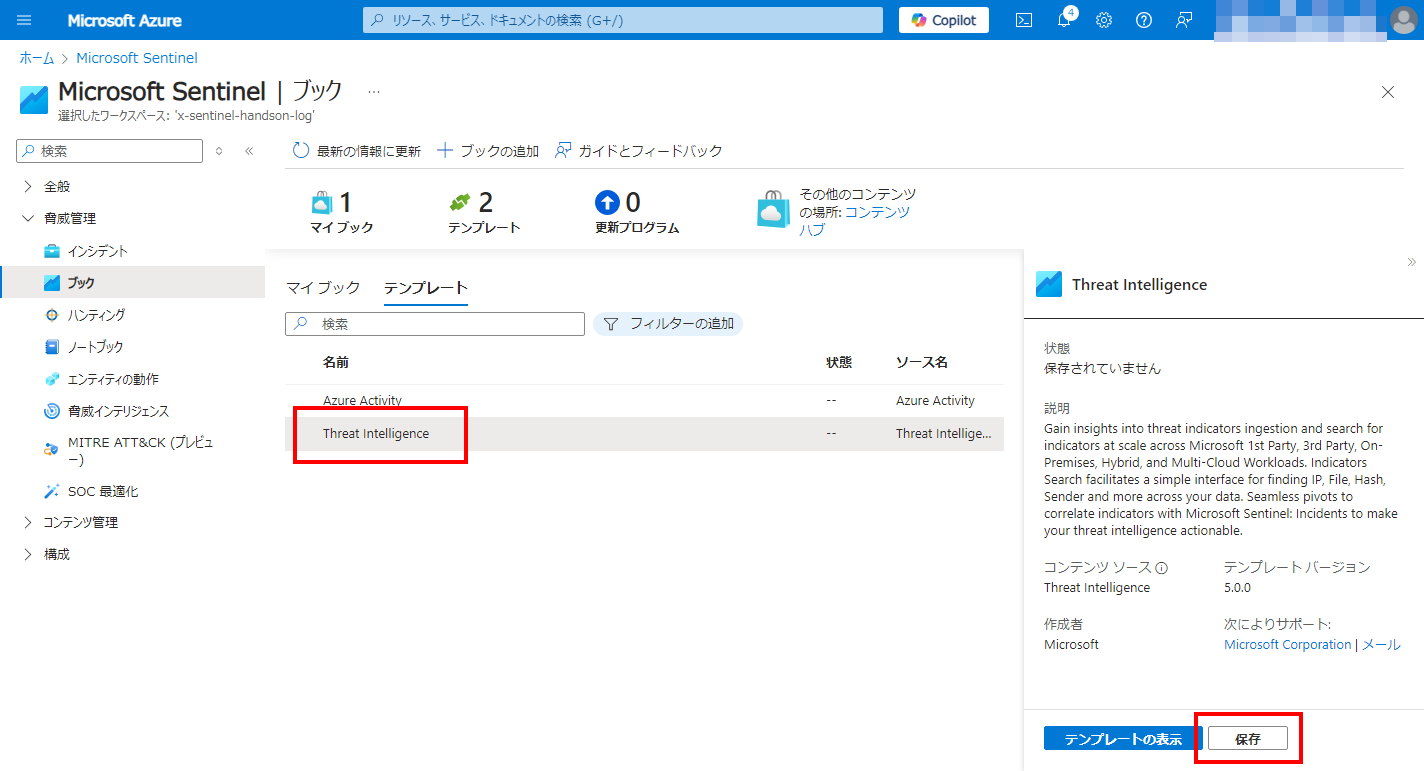 Microsoft Azure
リソース、サービス、ドキュメントの検索 (G+/)
Copilot
4
ホーム > Microsoft Sentinel
Microsoft Sentinel | ブック ...
選択したワークスペース: 'x-sentinel-handson-log'
検索
全般
脅威管理
インシデント
ブック
ハンティング
ノートブック
エンティティの動作
脅威インテリジェンス
MITRE ATT&CK (プレビュ
ー)
SOC 最適化
コンテンツ管理
構成
最新の情報に更新
ブックの追加
ガイドとフィードバック
1
マイ ブック
2
テンプレート
0
更新プログラム
その他のコンテンツ
の場所: コンテンツ
ハブ
マイ ブック
テンプレート
検索
フィルターの追加
名前 状態 ソース名
Azure Activity -- Azure Activity
Threat Intelligence -- Threat Intellige...
Threat Intelligence
状態
保存されていません
説明
Gain insights into threat indicators ingestion and search for
indicators at scale across Microsoft 1st Party, 3rd Party, On-
Premises, Hybrid, and Multi-Cloud Workloads. Indicators
Search facilitates a simple interface for finding IP, File, Hash,
Sender and more across your data. Seamless pivots to
correlate indicators with Microsoft Sentinel: Incidents to make
your threat intelligence actionable.
コンテンツ ソース
Threat Intelligence
テンプレート バージョン
5.0.0
作成者
Microsoft
次によりサポート:
Microsoft Corporation | メール
テンプレートの表示
保存